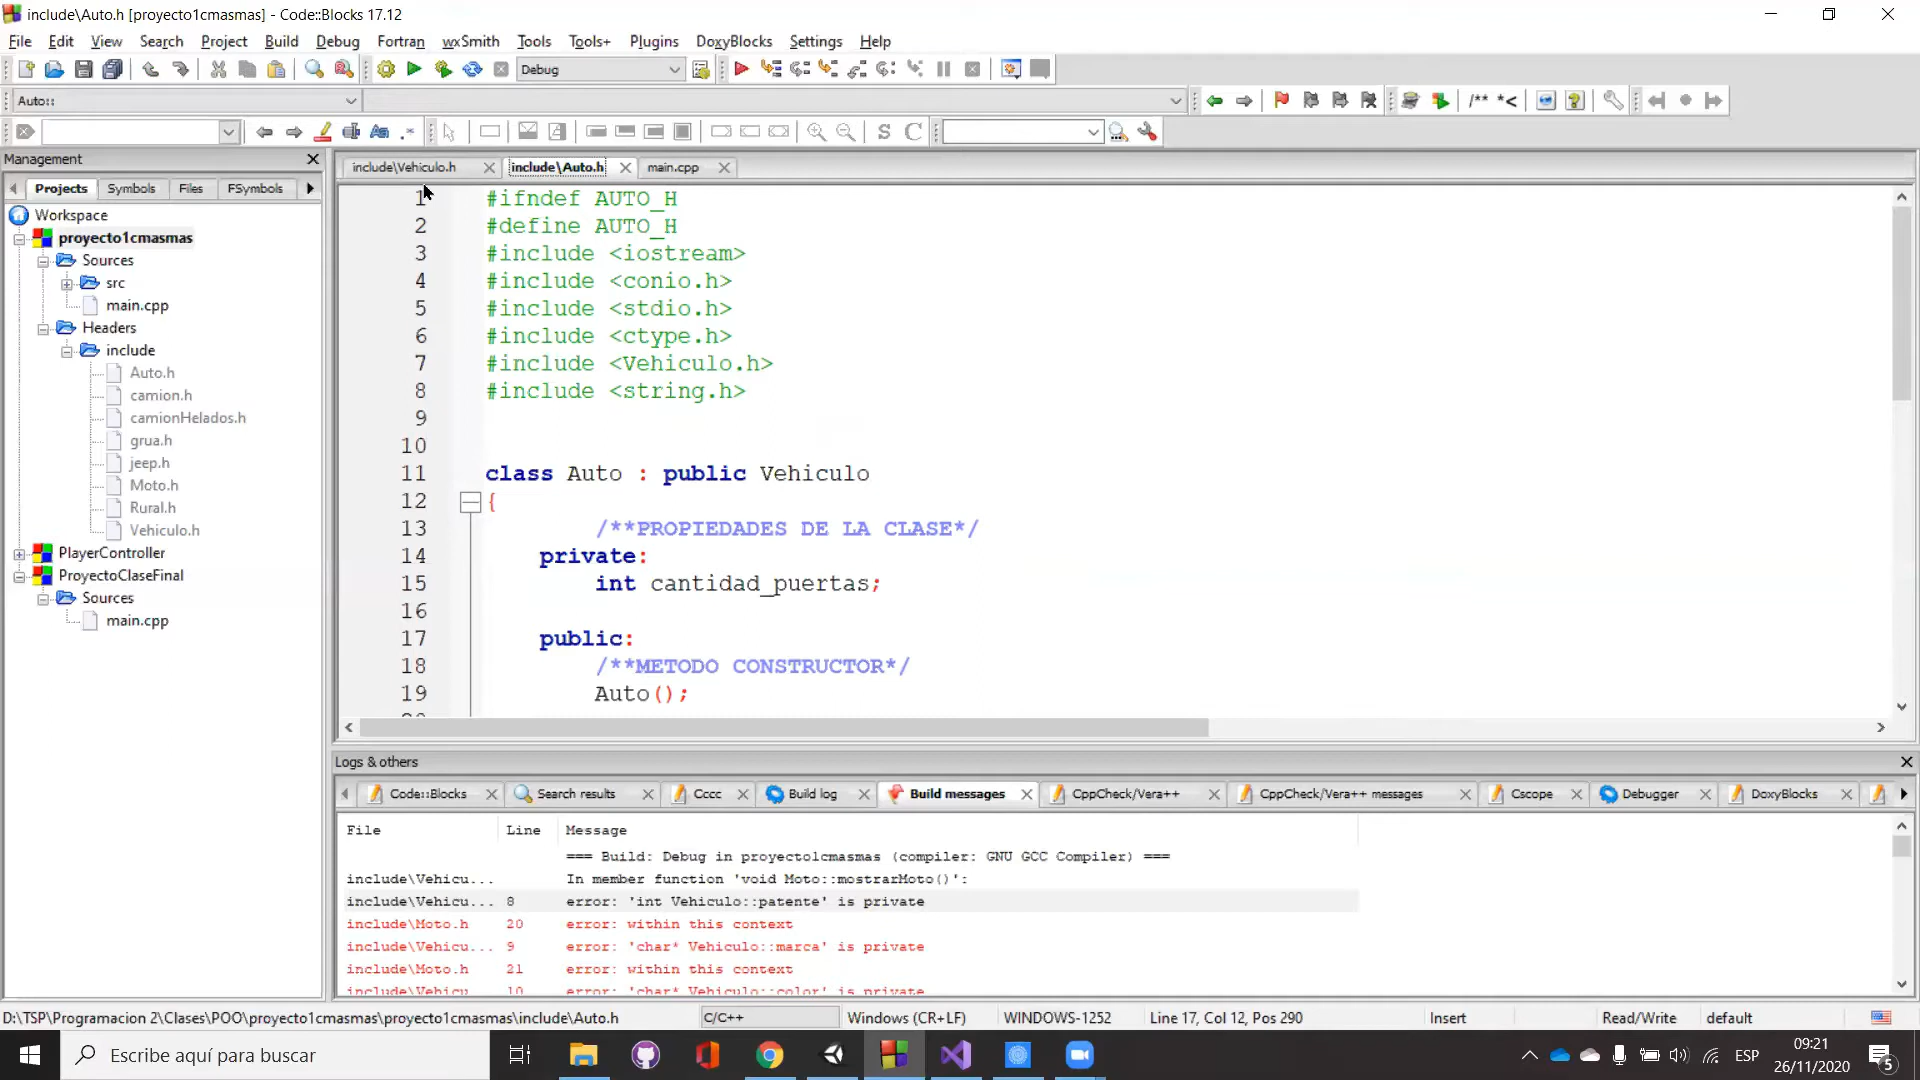 include\Auto.h [proyecto1cmasmas] - Code::Blocks 17.12
File Edit View Search Project Build Debug Fortran wxSmith Tools Tools+ Plugins DoxyBlocks Settings Help
Debug
Auto::
/** *<
S C
Management
include\Vehiculo.h include\Auto.h main.cpp
Projects Symbols Files FSymbols
Workspace
proyecto1cmasmas
Sources
src
main.cpp
Headers
include
Auto.h
camion.h
camionHelados.h
grua.h
jeep.h
Moto.h
Rural.h
Vehiculo.h
PlayerController
ProyectoClaseFinal
Sources
main.cpp
1 #ifndef AUTO_H
2 #define AUTO_H
3 #include <iostream>
4 #include <conio.h>
5 #include <stdio.h>
6 #include <ctype.h>
7 #include <Vehiculo.h>
8 #include <string.h>
9
10
11 class Auto : public Vehiculo
12 {
13 /**PROPIEDADES DE LA CLASE*/
14 private:
15 int cantidad_puertas;
16
17 public:
18 /**METODO CONSTRUCTOR*/
19 Auto();
Logs & others
Code::Blocks Search results Cccc Build log Build messages CppCheck/Vera++ CppCheck/Vera++ messages Cscope Debugger DoxyBlocks
File Line Message
=== Build: Debug in proyecto1cmasmas (compiler: GNU GCC Compiler) ===
include\Vehicu... In member function 'void Moto::mostrarMoto()':
include\Vehicu... 8 error: 'int Vehiculo::patente' is private
include\Moto.h 20 error: within this context
include\Vehicu... 9 error: 'char* Vehiculo::marca' is private
include\Moto.h 21 error: within this context
include\Vehicu 10 error: 'char* Vehiculo::color' is private
D:\TSP\Programacion 2\Clases\POO\proyecto1cmasmas\proyecto1cmasmas\include\Auto.h C/C++ Windows (CR+LF) WINDOWS-1252 Line 17, Col 12, Pos 290 Insert Read/Write default
Escribe aquí para buscar
ESP
09:21
26/11/2020
5